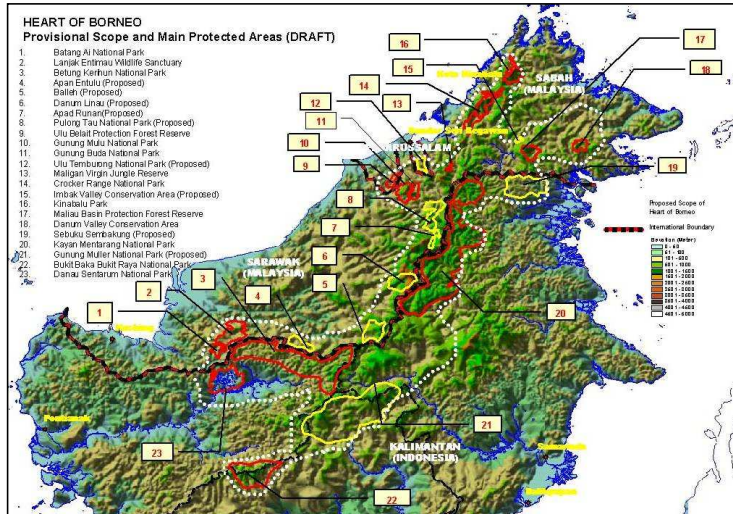 HEART OF BORNEO
Provisional Scope and Main Protected Areas (DRAFT)
1. Batang Ai National Park
2. Lanjak Entimau Wildlife Sanctuary
3. Betung Kerihun National Park
4. Apan Entulu (Proposed)
5. Balleh (Proposed)
6. Danum Linau (Proposed)
7. Apad Runan (Proposed)
8. Pulong Tau National Park (Proposed)
9. Ulu Belait Protection Forest Reserve
10. Gunung Mulu National Park
11. Gunung Buda National Park
12. Ulu Temburong National Park (Proposed)
13. Maligan Virgin Jungle Reserve
14. Crocker Range National Park
15. Imbak Valley Conservation Area (Proposed)
16. Kinabalu Park
17. Maliau Basin Protection Forest Reserve
18. Danum Valley Conservation Area
19. Sebuku Sembakung (Proposed)
20. Kayan Mentarang National Park
21. Gunung Muller National Park (Proposed)
22. Bukit Baka Bukit Raya National Park
23. Danau Sentarum National Park
16
15
14
13
12
11
10
9
8
7
6
5
4
3
2
1
17
18
19
20
21
22
23
SABAH
(MALAYSIA)
SARAWAK
(MALAYSIA)
KALIMANTAN
(INDONESIA)
Pontianak
Proposed Scope of
Heart of Borneo
International Boundary
Elevation (Meter)
0 - 60